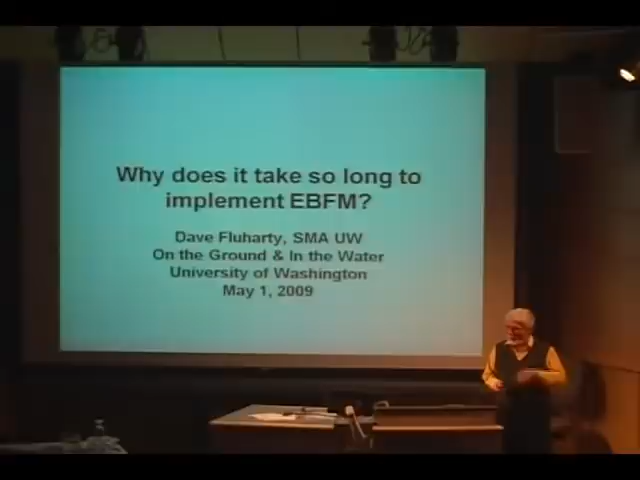 Why does it take so long to
implement EBFM?
Dave Fluharty, SMA UW
On the Ground & In the Water
University of Washington
May 1, 2009